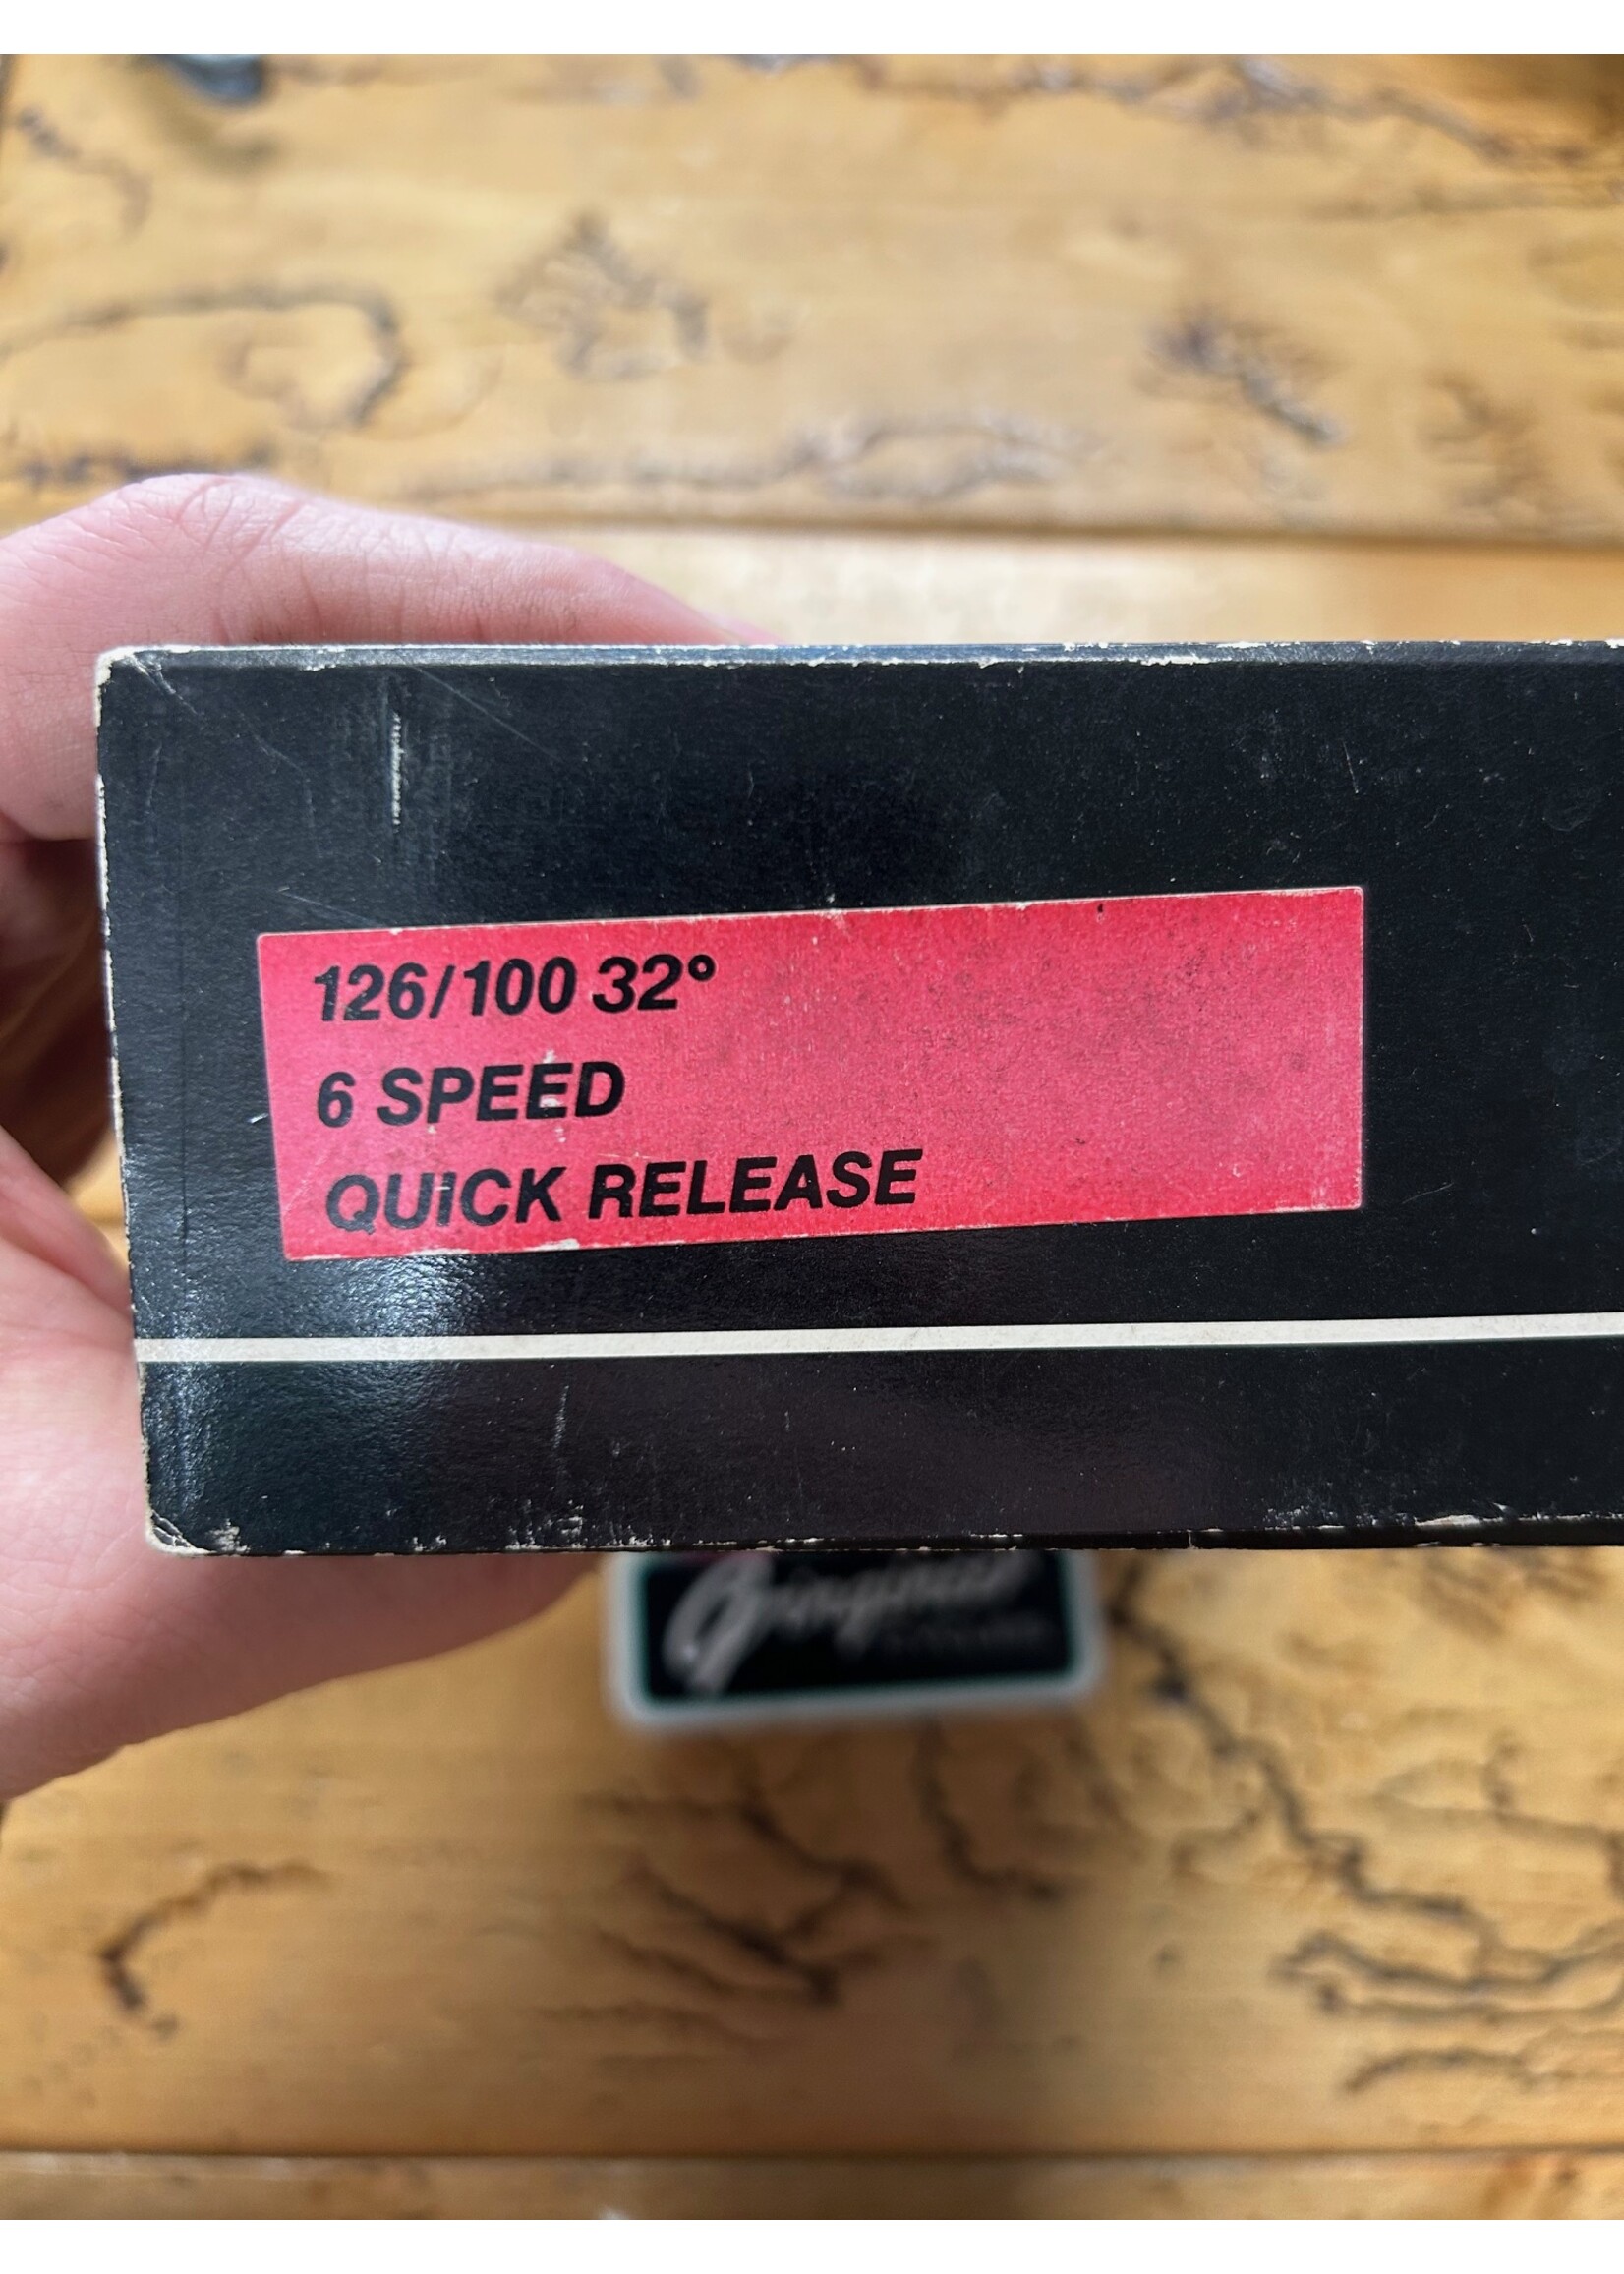 126/100 32°
6 SPEED
QUICK RELEASE